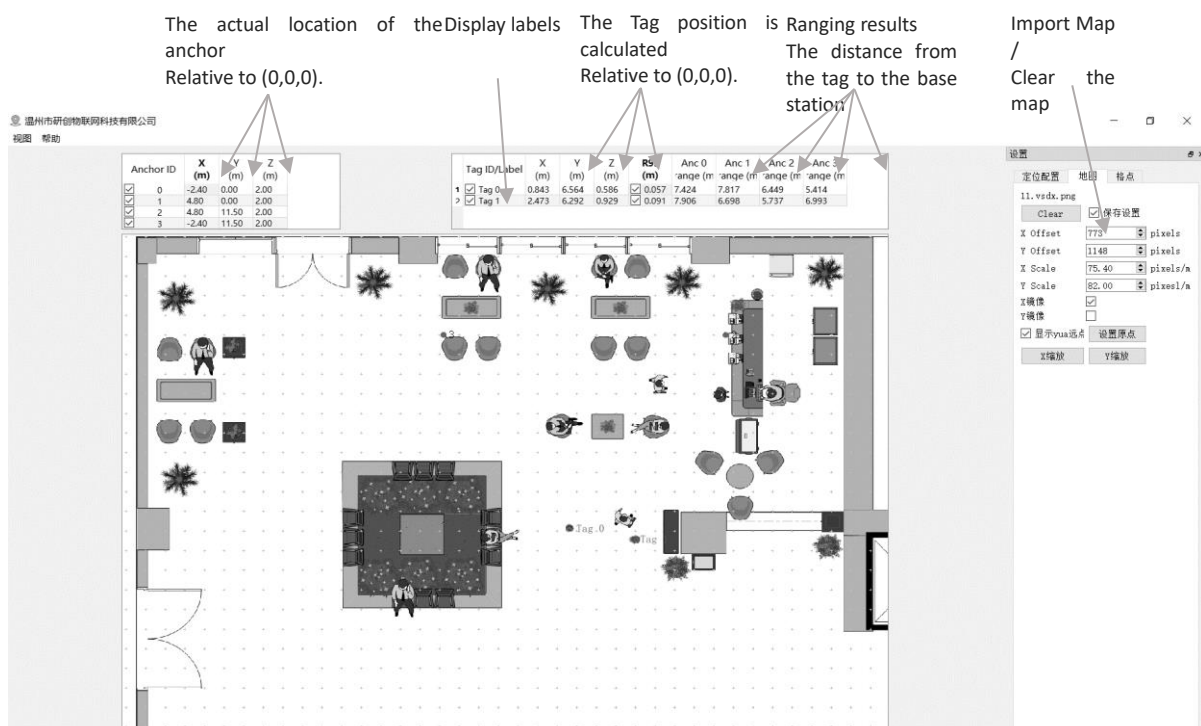 The actual location of the
anchor
Relative to (0,0,0).
Display labels
The Tag position is
calculated
Relative to (0,0,0).
Ranging results
The distance from
the tag to the base
station
Import Map
/
Clear the
map
温州市研创物联网科技有限公司
视图 帮助
Anchor ID X (m) Y (m) Z (m)
0 -2.40 0.00 2.00
1 4.80 0.00 2.00
2 4.80 11.50 2.00
3 -2.40 11.50 2.00
Tag ID/Label X (m) Y (m) Z (m) R95 (m) Anc 0 range (m Anc 1 range (m Anc 2 range (m Anc 3 range (m
1 Tag 0 0.843 6.564 0.586 0.057 7.424 7.817 6.449 5.414
2 Tag 1 2.473 6.292 0.929 0.091 7.906 6.698 5.737 6.993
设置
定位配置 地图 格点
11.vsdx.png
Clear 保存设置
X Offset 773 pixels
Y Offset 1148 pixels
X Scale 75.40 pixels/m
Y Scale 82.00 pixesl/m
X镜像
Y镜像
显示yua远点 设置原点
X缩放 Y缩放
3
Tag.0
Tag